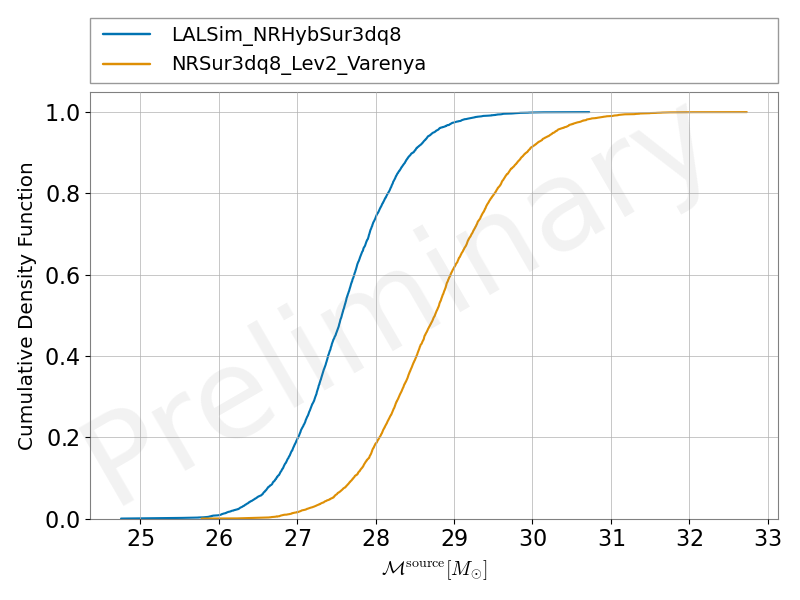 LALSim_NRHybSur3dq8
NRSur3dq8_Lev2_Varenya
Preliminary
Cumulative Density Function
1.0
0.8
0.6
0.4
0.2
0.0
25 26 27 28 29 30 31 32 33
ℳ^source[M_⊙]